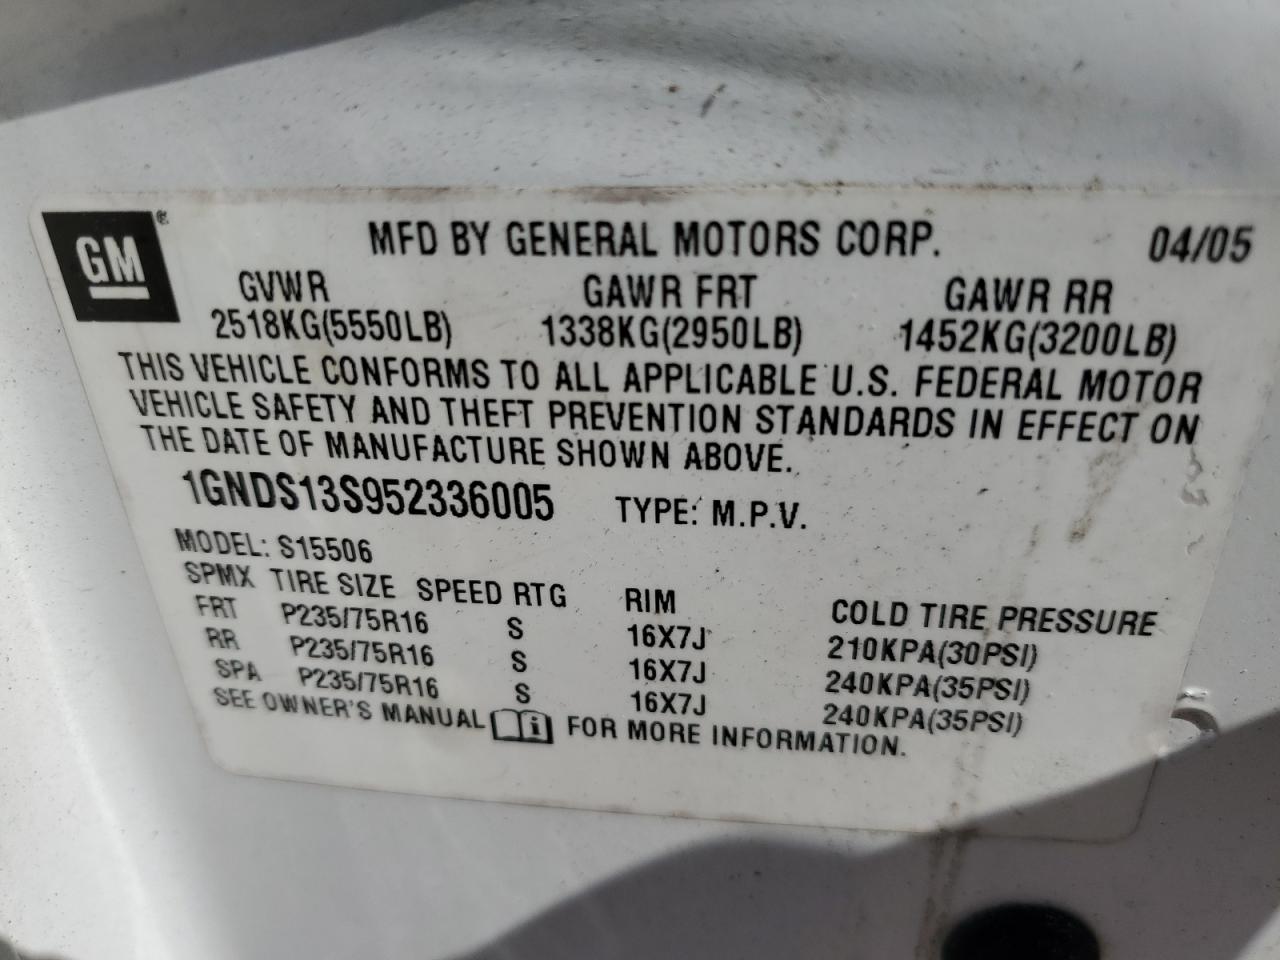 GM®
MFD BY GENERAL MOTORS CORP. 04/05
GVWR GAWR FRT GAWR RR
2518KG(5550LB) 1338KG(2950LB) 1452KG(3200LB)
THIS VEHICLE CONFORMS TO ALL APPLICABLE U.S. FEDERAL MOTOR
VEHICLE SAFETY AND THEFT PREVENTION STANDARDS IN EFFECT ON
THE DATE OF MANUFACTURE SHOWN ABOVE.
1GNDS13S952336005 TYPE: M.P.V.
MODEL: S15506
SPMX TIRE SIZE SPEED RTG RIM COLD TIRE PRESSURE
FRT P235/75R16 S 16X7J 210KPA(30PSI)
RR P235/75R16 S 16X7J 240KPA(35PSI)
SPA P235/75R16 S 16X7J 240KPA(35PSI)
SEE OWNER'S MANUAL i FOR MORE INFORMATION.